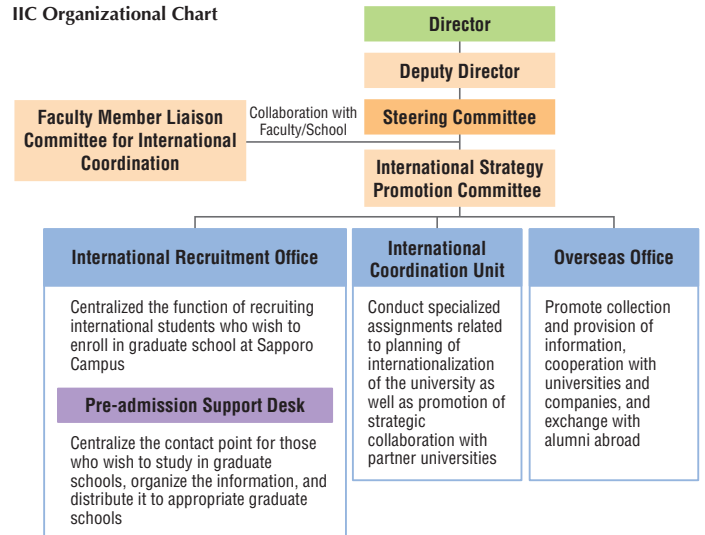 IIC Organizational Chart
Director
Deputy Director
Steering Committee
Collaboration with
Faculty/School
Faculty Member Liaison
Committee for International
Coordination
International Strategy
Promotion Committee
International Recruitment Office
Centralized the function of recruiting
international students who wish to
enroll in graduate school at Sapporo
Campus
Pre-admission Support Desk
Centralize the contact point for those
who wish to study in graduate
schools, organize the information, and
distribute it to appropriate graduate
schools
International
Coordination Unit
Conduct specialized
assignments related
to planning of
internationalization
of the university as
well as promotion of
strategic
collaboration with
partner universities
Overseas Office
Promote collection
and provision of
information,
cooperation with
universities and
companies, and
exchange with
alumni abroad